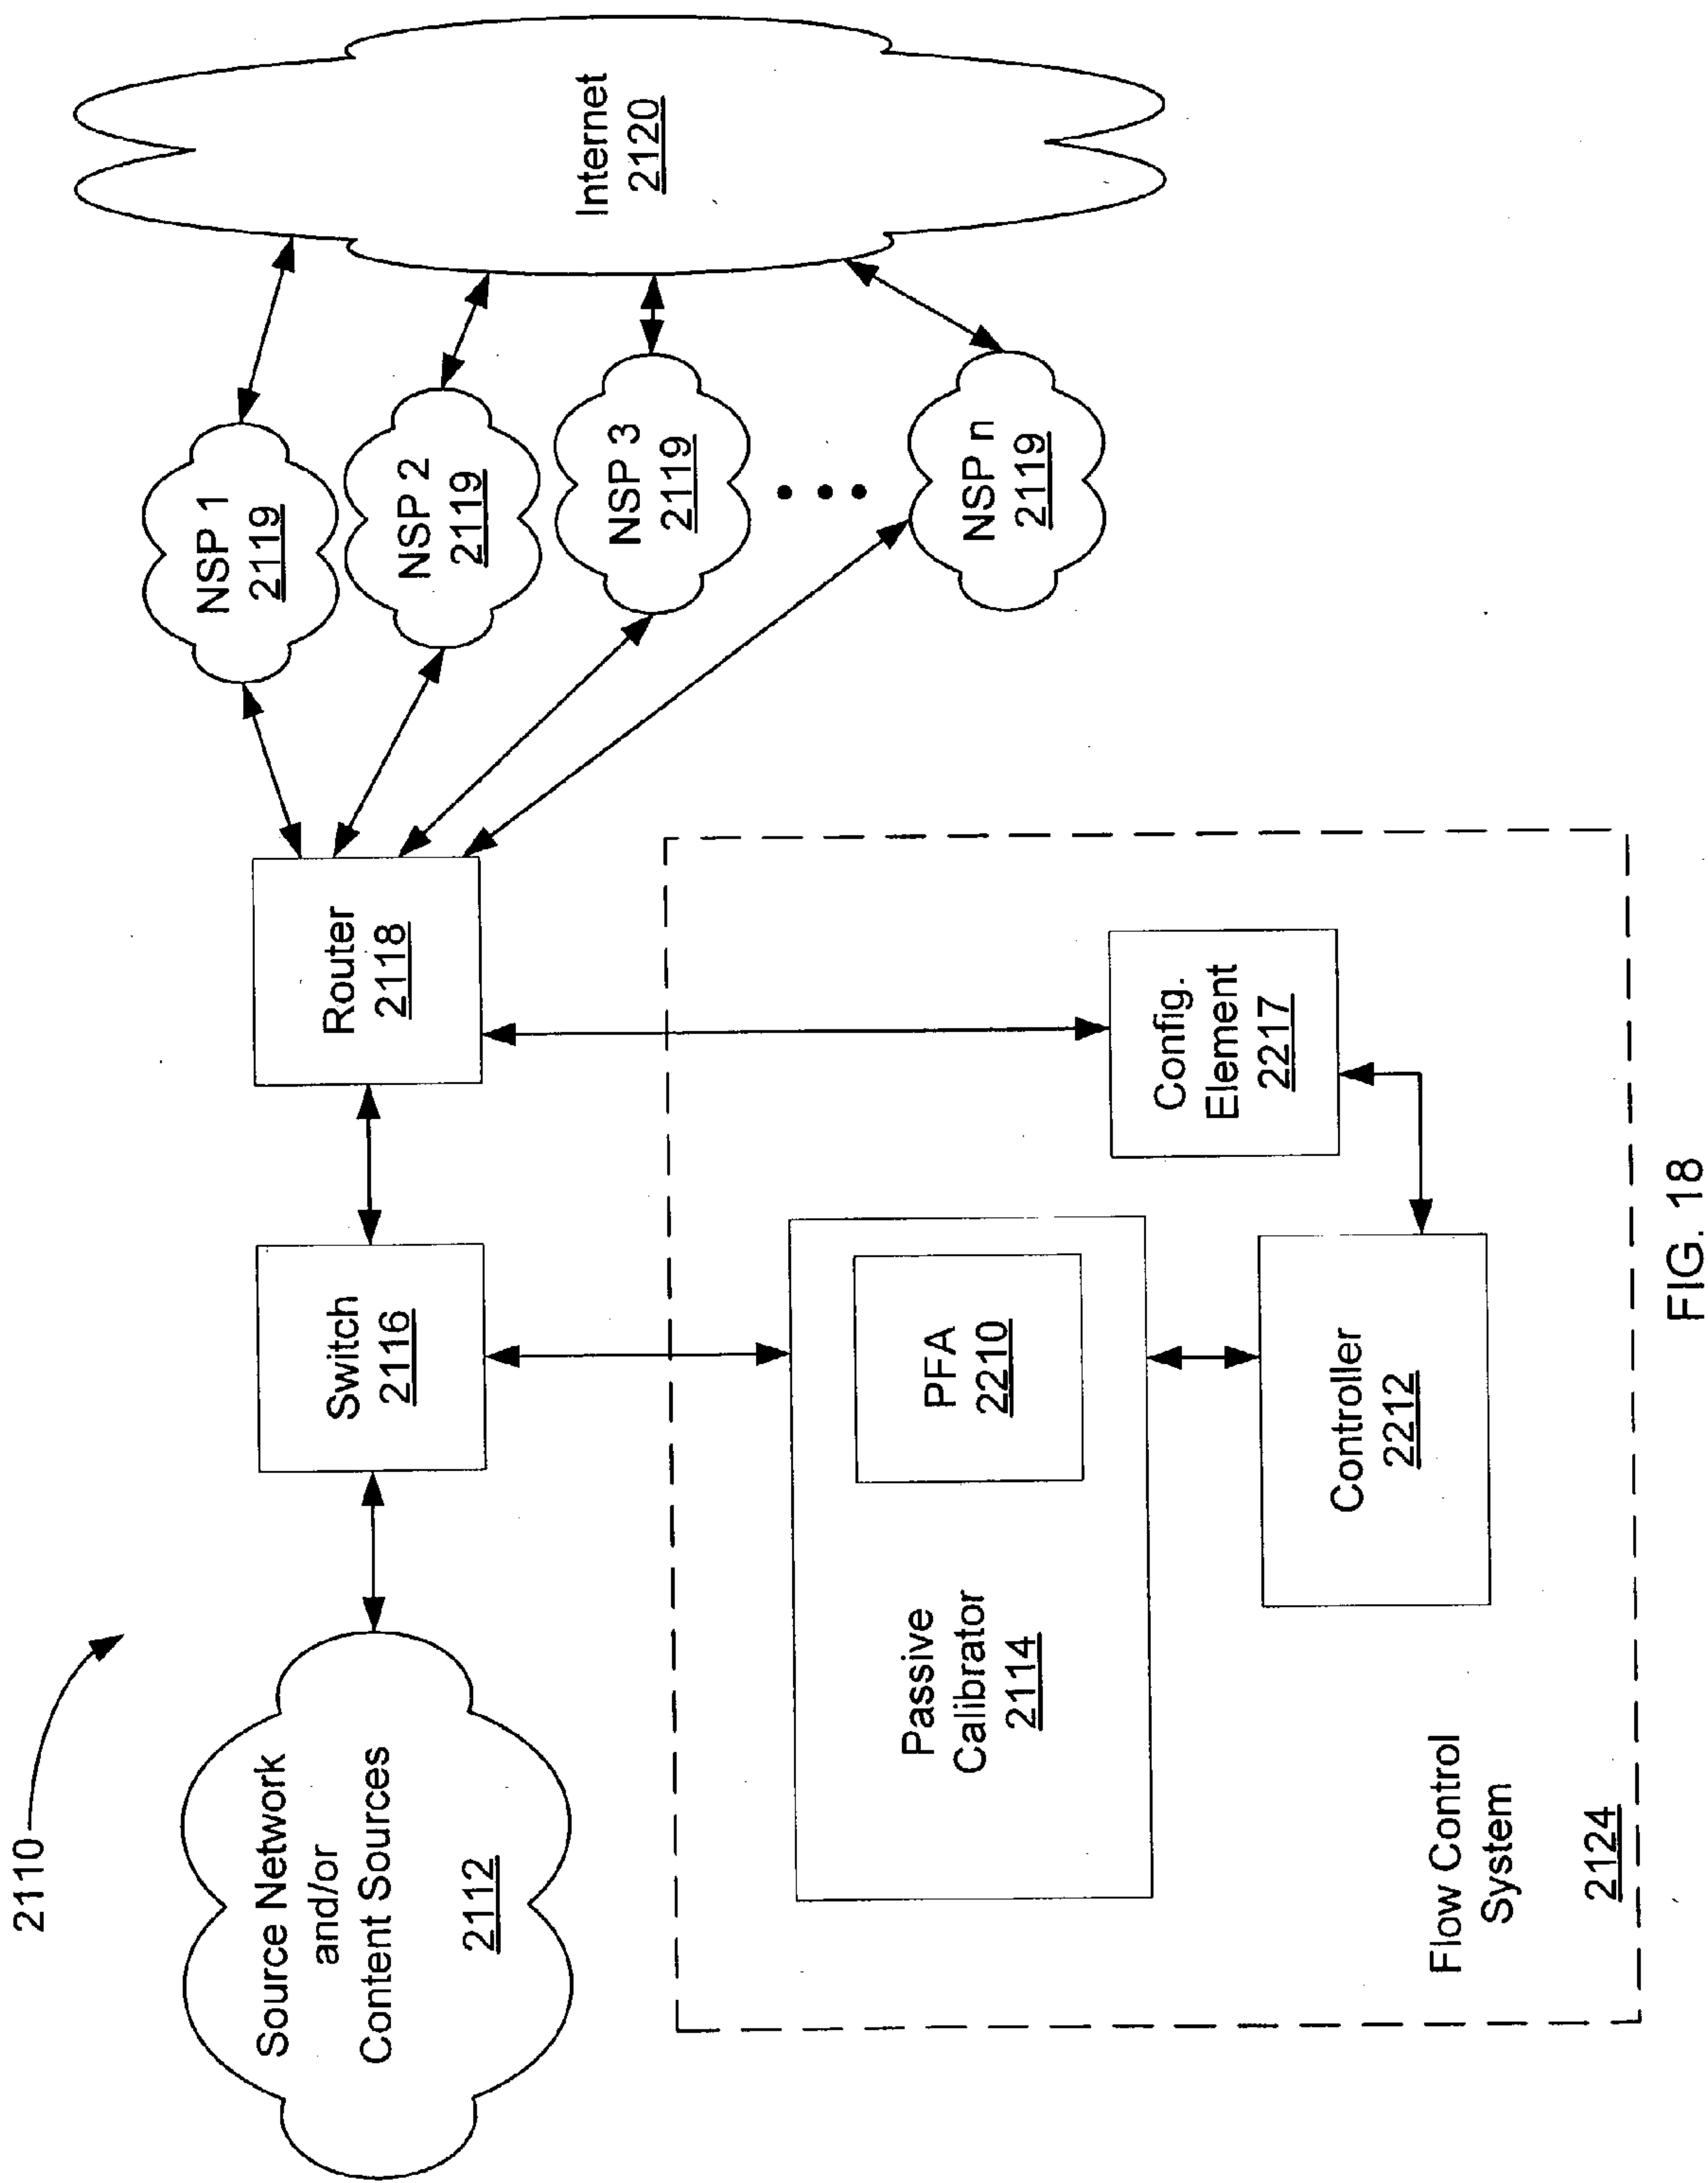 2110
Source Network
and/or
Content Sources
2112
Switch
2116
Router
2118
NSP 1
2119
NSP 2
2119
NSP 3
2119
NSP n
2119
Internet
2120
Passive
Calibrator
2114
PFA
2210
Config.
Element
2217
Controller
2212
Flow Control
System
2124
FIG. 18